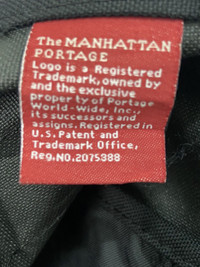 The MANHATTAN
PORTAGE
Logo is a Registered
Trademark, owned by
and the exclusive
property of Portage
World-Wide, Inc.,
its successors and
assigns. Registered in
U.S. Patent and
Trademark Office,
Reg.NO.2075388